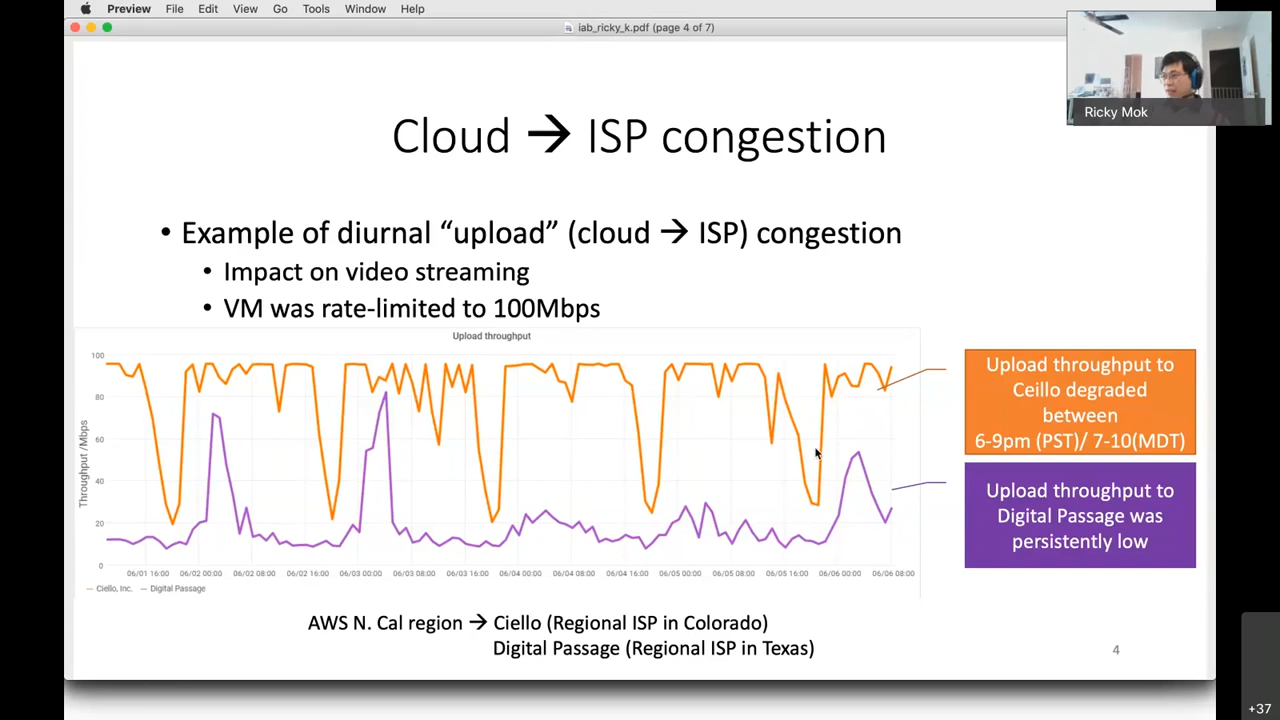 Preview File Edit View Go Tools Window Help
iab_ricky_k.pdf (page 4 of 7)
Ricky Mok
Cloud → ISP congestion
• Example of diurnal “upload” (cloud → ISP) congestion
• Impact on video streaming
• VM was rate-limited to 100Mbps
Upload throughput
Throughput /Mbps
100
80
60
40
20
0
06/01 16:00 06/02 00:00 06/02 08:00 06/02 16:00 06/03 00:00 06/03 08:00 06/03 16:00 06/04 00:00 06/04 08:00 06/04 16:00 06/05 00:00 06/05 08:00 06/05 16:00 06/06 00:00 06/06 08:00
Ciello, Inc. Digital Passage
Upload throughput to
Ceillo degraded
between
6-9pm (PST)/ 7-10(MDT)
Upload throughput to
Digital Passage was
persistently low
AWS N. Cal region → Ciello (Regional ISP in Colorado)
Digital Passage (Regional ISP in Texas)
4
+37